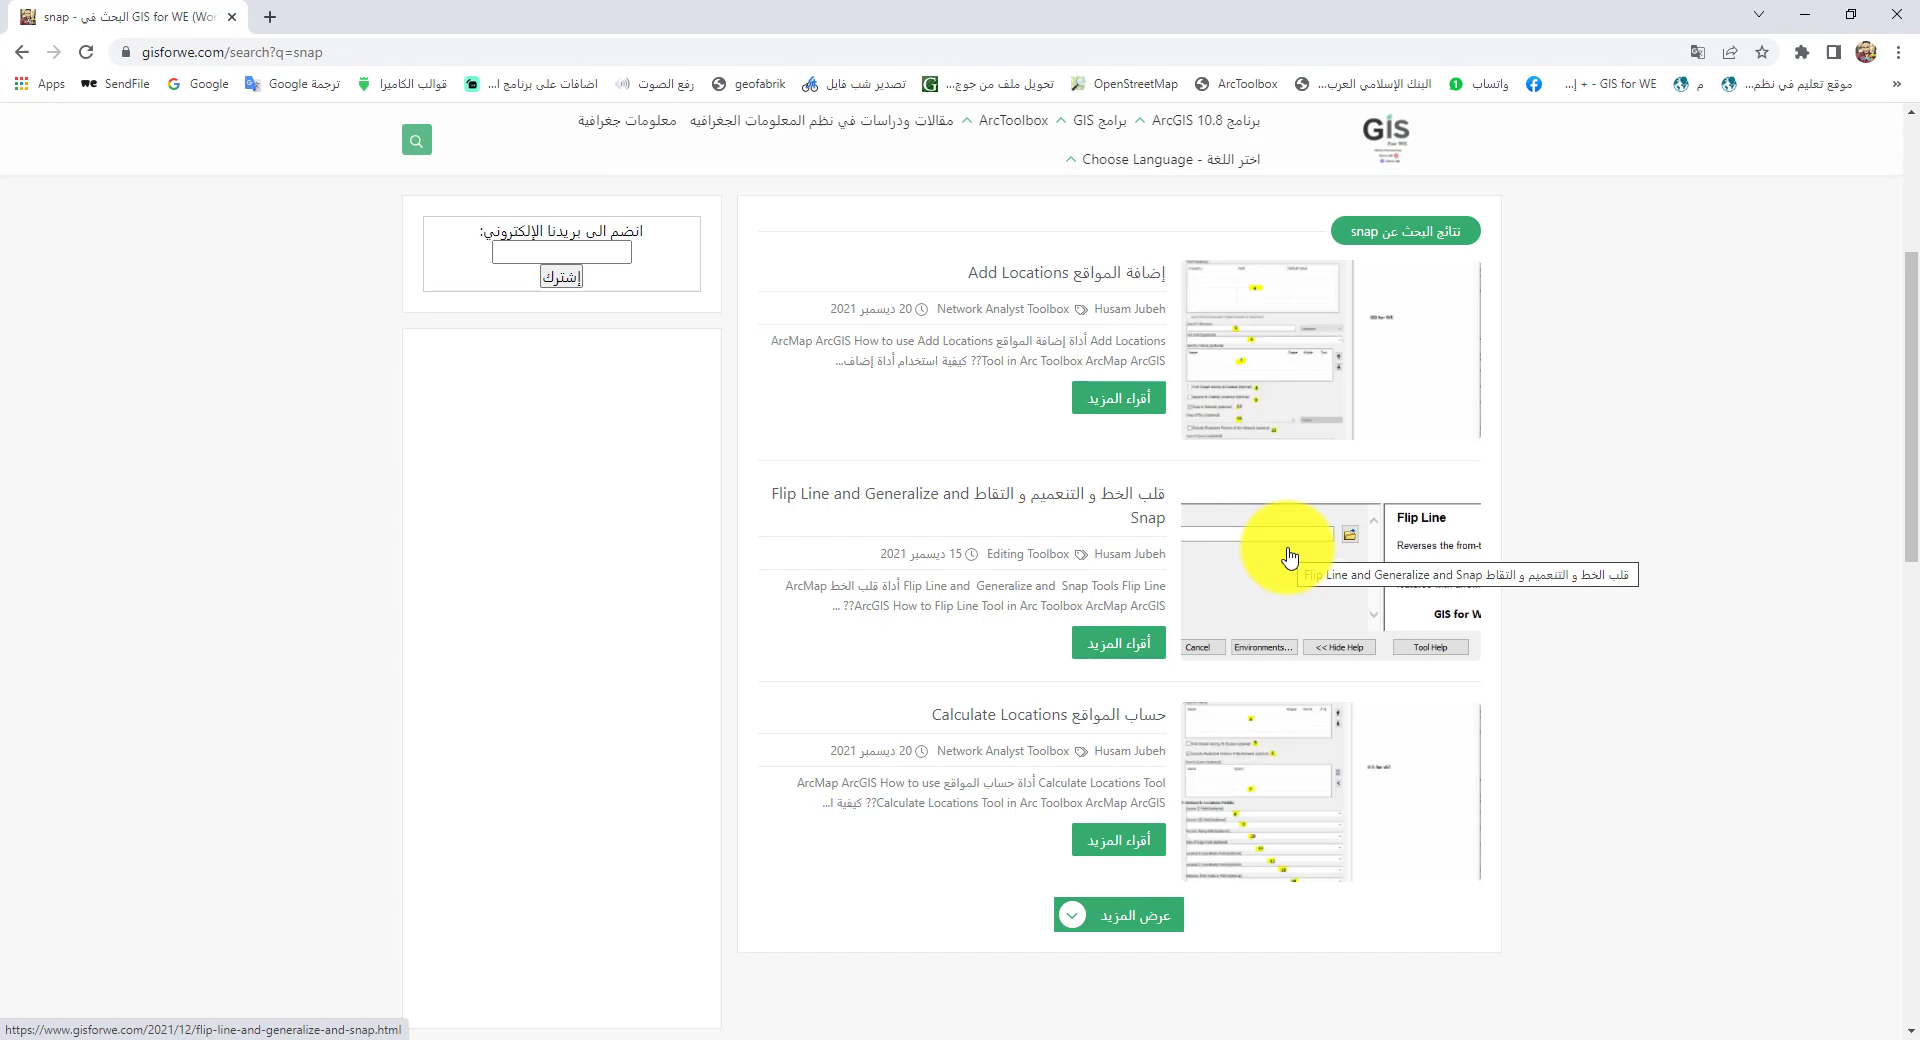 snap - البحث في GIS for WE (Wor
gisforwe.com/search?q=snap
Apps
SendFile
Google
ترجمة Google
قوالب الكاميرا
اضافات على برنامج ا...
رفع الصوت
geofabrik
تصدير شب فايل
تحويل ملف من جوج...
OpenStreetMap
ArcToolbox
البنك الإسلامي العرب...
واتساب
GIS for WE - + إ...
م
موقع تعليم في نظم...
»
GIS
For WE
برنامج ArcGIS 10.8
برامج GIS
ArcToolbox
مقالات ودراسات في نظم المعلومات الجغرافيه
معلومات جغرافية
اختر اللغة - Choose Language
نتائج البحث عن snap
إضافة المواقع Add Locations
Husam Jubeh Network Analyst Toolbox 20 ديسمبر 2021
Add Locations أداة إضافة المواقع ArcMap ArcGIS How to use Add Locations
Tool in Arc Toolbox ArcMap ArcGIS?? كيفية استخدام أداة إضاف...
أقراء المزيد
GIS for WE
قلب الخط و التنعميم و التقاط Flip Line and Generalize and
Snap
Husam Jubeh Editing Toolbox 15 ديسمبر 2021
Flip Line and Generalize and Snap Tools Flip Line أداة قلب الخط ArcMap
ArcGIS How to Flip Line Tool in Arc Toolbox ArcMap ArcGIS?? ...
أقراء المزيد
Flip Line
Reverses the from-t
قلب الخط و التنعميم و التقاط Flip Line and Generalize and Snap
GIS for W
Cancel
Environments...
<< Hide Help
Tool Help
حساب المواقع Calculate Locations
Husam Jubeh Network Analyst Toolbox 20 ديسمبر 2021
Calculate Locations Tool أداة حساب المواقع ArcMap ArcGIS How to use
Calculate Locations Tool in Arc Toolbox ArcMap ArcGIS?? كيفية ا...
أقراء المزيد
GIS for WE
عرض المزيد
انضم الى بريدنا الإلكتروني:
إشترك
https://www.gisforwe.com/2021/12/flip-line-and-generalize-and-snap.html